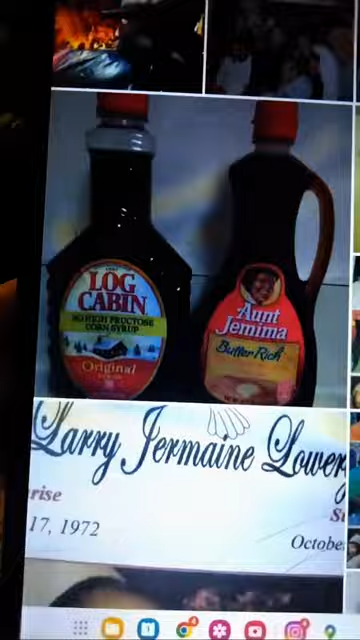 LOG
CABIN
NO HIGH FRUCTOSE
CORN SYRUP
Original
Aunt
Jemima
Butter Rich
Larry Jermaine Lower
rise
S
17, 1972
Octobe